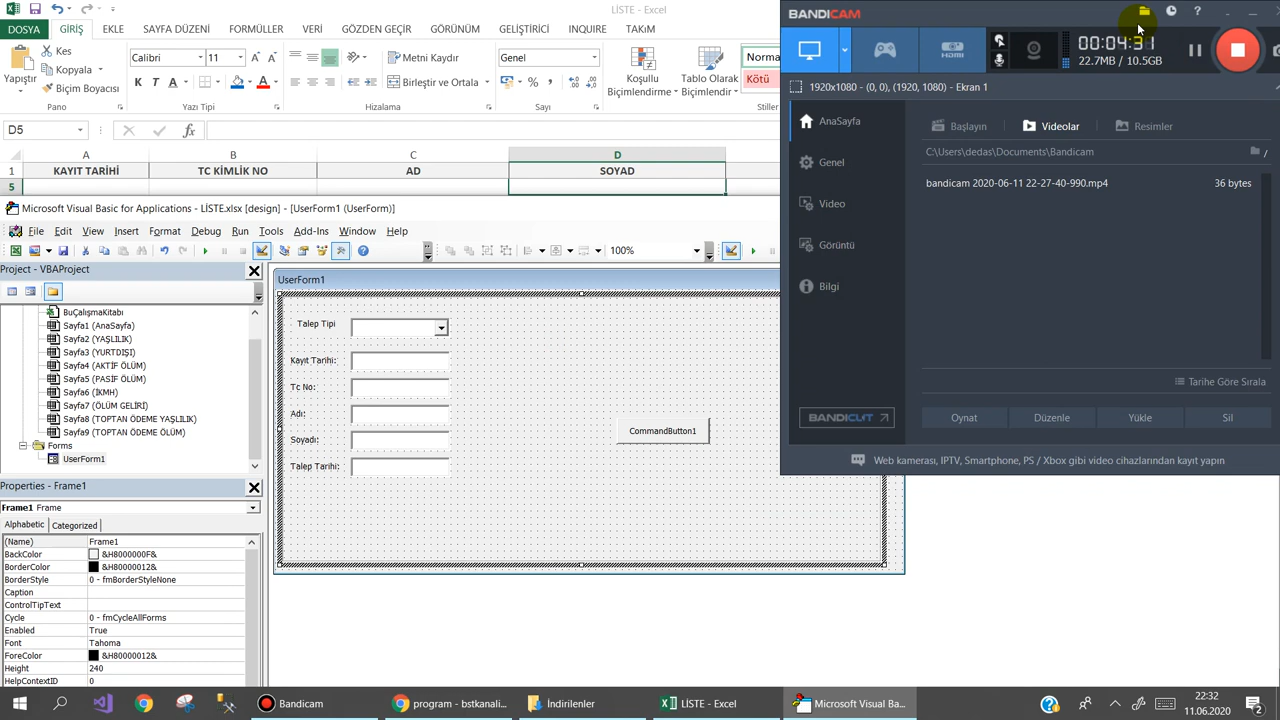 LİSTE - Excel
DOSYA GİRİŞ EKLE SAYFA DÜZENİ FORMÜLLER VERİ GÖZDEN GEÇİR GÖRÜNÜM INQUIRE TAKıM
Yapıştır
Kes
Kopyala
Biçim Boyacısı
Pano
Calibri 11
K T A
Yazı Tipi
Metni Kaydır
Birleştir ve Ortala
Hizalama
Genel
Sayı
Koşullu Biçimlendirme
Tablo Olarak Biçimlendir
Norma
Kötü
Stiller
D5
fx
A B C D
1 KAYIT TARİHİ TC KİMLİK NO AD SOYAD
5
Microsoft Visual Basic for Applications - LİSTE.xlsx [design] - [UserForm1 (UserForm)]
File Edit View Insert Format Debug Run Tools Add-Ins Window Help
100%
Project - VBAProject
BuÇalışmaKitabı
Sayfa1 (AnaSayfa)
Sayfa2 (YAŞLILIK)
Sayfa3 (YURTDIŞI)
Sayfa4 (AKTİF ÖLÜM)
Sayfa5 (PASİF ÖLÜM)
Sayfa6 (İKMH)
Sayfa7 (ÖLÜM GELİRİ)
Sayfa8 (TOPTAN ÖDEME YAŞLILIK)
Sayfa9 (TOPTAN ÖDEME ÖLÜM)
Forms
UserForm1
Properties - Frame1
Frame1 Frame
Alphabetic Categorized
(Name) Frame1
BackColor &H8000000F&
BorderColor &H80000012&
BorderStyle 0 - fmBorderStyleNone
Caption
ControlTipText
Cycle 0 - fmCycleAllForms
Enabled True
Font Tahoma
ForeColor &H80000012&
Height 240
HelpContextID 0
UserForm1
Talep Tipi
Kayıt Tarihi:
Tc No:
Adı:
Soyadı:
Talep Tarihi:
CommandButton1
BANDICAM
HDMI
00:04:31
22.7MB / 10.5GB
1920x1080 - (0, 0), (1920, 1080) - Ekran 1
AnaSayfa
Genel
Video
Görüntü
Bilgi
BANDICUT
Başlayın Videolar Resimler
C:\Users\dedas\Documents\Bandicam
bandicam 2020-06-11 22-27-40-990.mp4 36 bytes
Tarihe Göre Sırala
Oynat Düzenle Yükle Sil
Web kamerası, IPTV, Smartphone, PS / Xbox gibi video cihazlarından kayıt yapın
Bandicam
program - bstkanali...
İndirilenler
LİSTE - Excel
Microsoft Visual Ba...
22:32
11.06.2020
2